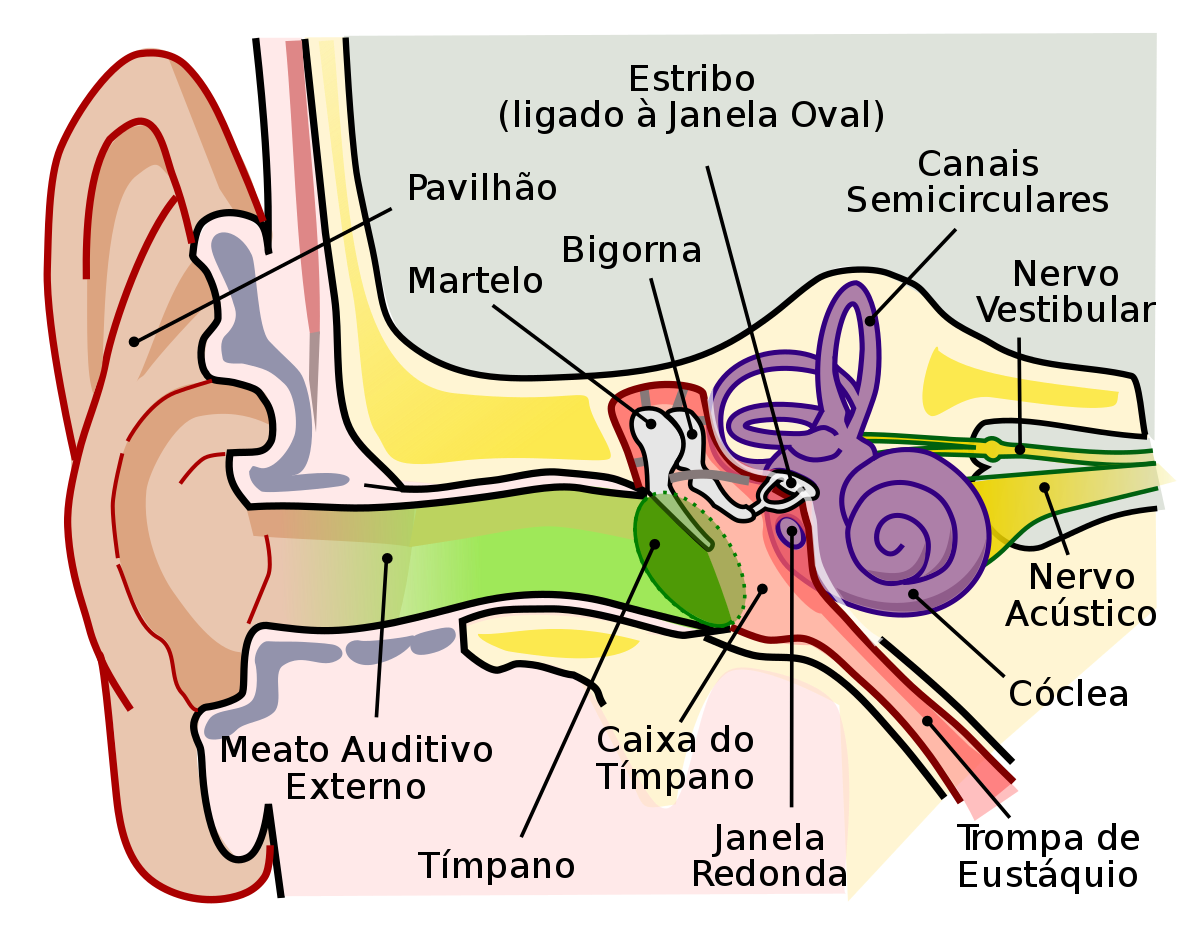 Estribo
(ligado à Janela Oval)
Canais
Semicirculares
Pavilhão
Bigorna
Martelo
Nervo
Vestibular
Nervo
Acústico
Cóclea
Meato Auditivo
Externo
Caixa do
Tímpano
Tímpano
Janela
Redonda
Trompa de
Eustáquio